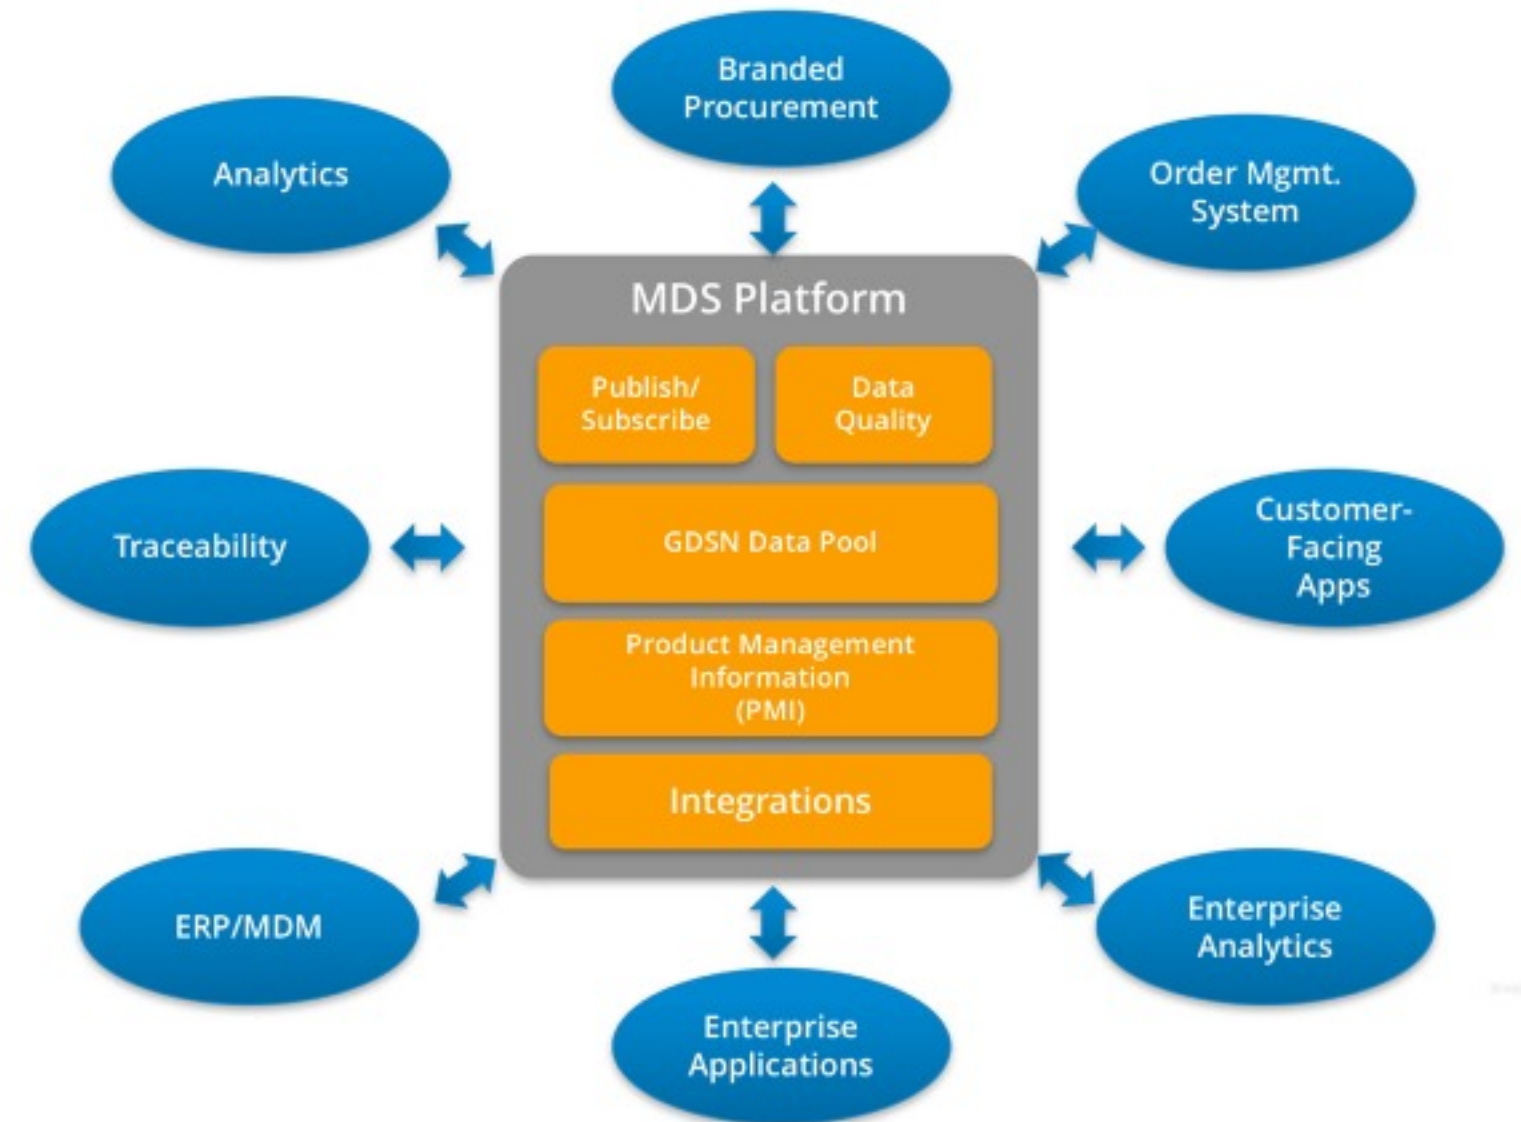 Branded
Procurement
Analytics
Order Mgmt.
System
MDS Platform
Publish/
Subscribe
Data
Quality
Traceability
GDSN Data Pool
Customer-
Facing
Apps
Product Management
Information
(PMI)
Integrations
ERP/MDM
Enterprise
Analytics
Enterprise
Applications